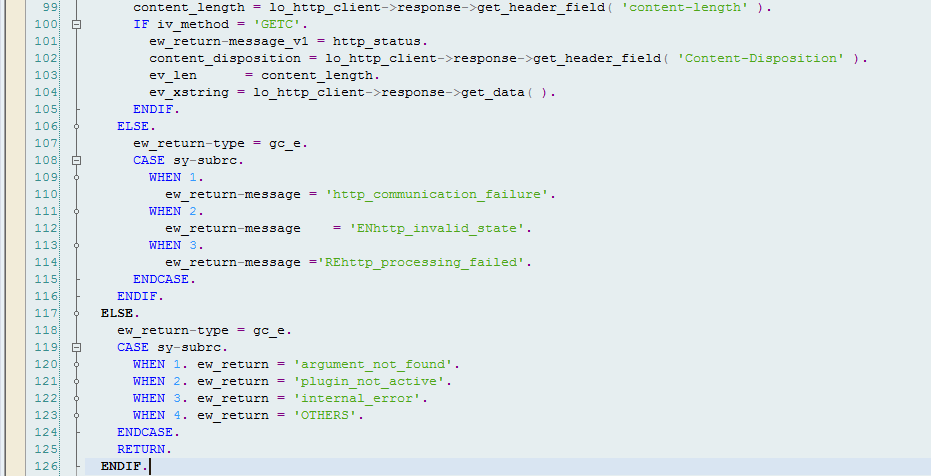 99 content_length = lo_http_client->response->get_header_field( 'content-length' ).
100 IF iv_method = 'GETC'.
101 ew_return-message_v1 = http_status.
102 content_disposition = lo_http_client->response->get_header_field( 'Content-Disposition' ).
103 ev_len      = content_length.
104 ev_xstring = lo_http_client->response->get_data( ).
105 ENDIF.
106 ELSE.
107 ew_return-type = gc_e.
108 CASE sy-subrc.
109 WHEN 1.
110 ew_return-message = 'http_communication_failure'.
111 WHEN 2.
112 ew_return-message    = 'ENhttp_invalid_state'.
113 WHEN 3.
114 ew_return-message ='REhttp_processing_failed'.
115 ENDCASE.
116 ENDIF.
117 ELSE.
118 ew_return-type = gc_e.
119 CASE sy-subrc.
120 WHEN 1. ew_return = 'argument_not_found'.
121 WHEN 2. ew_return = 'plugin_not_active'.
122 WHEN 3. ew_return = 'internal_error'.
123 WHEN 4. ew_return = 'OTHERS'.
124 ENDCASE.
125 RETURN.
126 ENDIF.